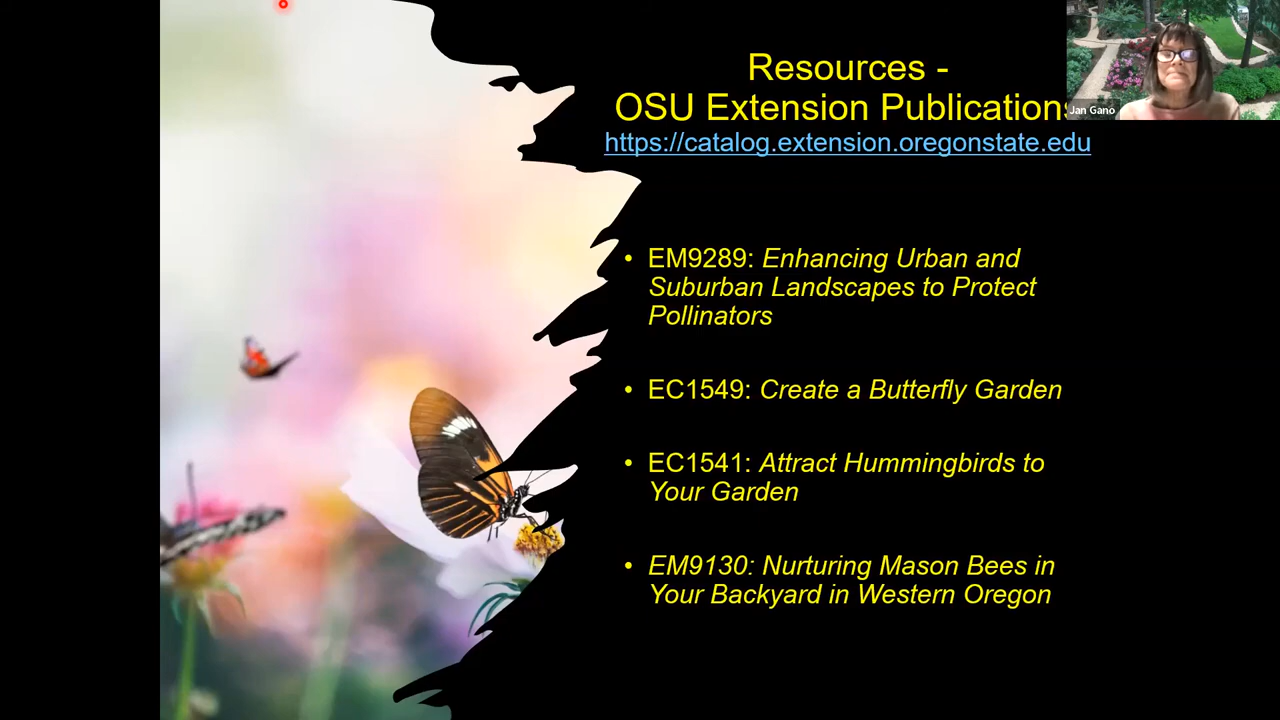 Resources -
OSU Extension Publications
https://catalog.extension.oregonstate.edu
Jan Gano
• EM9289: Enhancing Urban and
Suburban Landscapes to Protect
Pollinators
• EC1549: Create a Butterfly Garden
• EC1541: Attract Hummingbirds to
Your Garden
• EM9130: Nurturing Mason Bees in
Your Backyard in Western Oregon